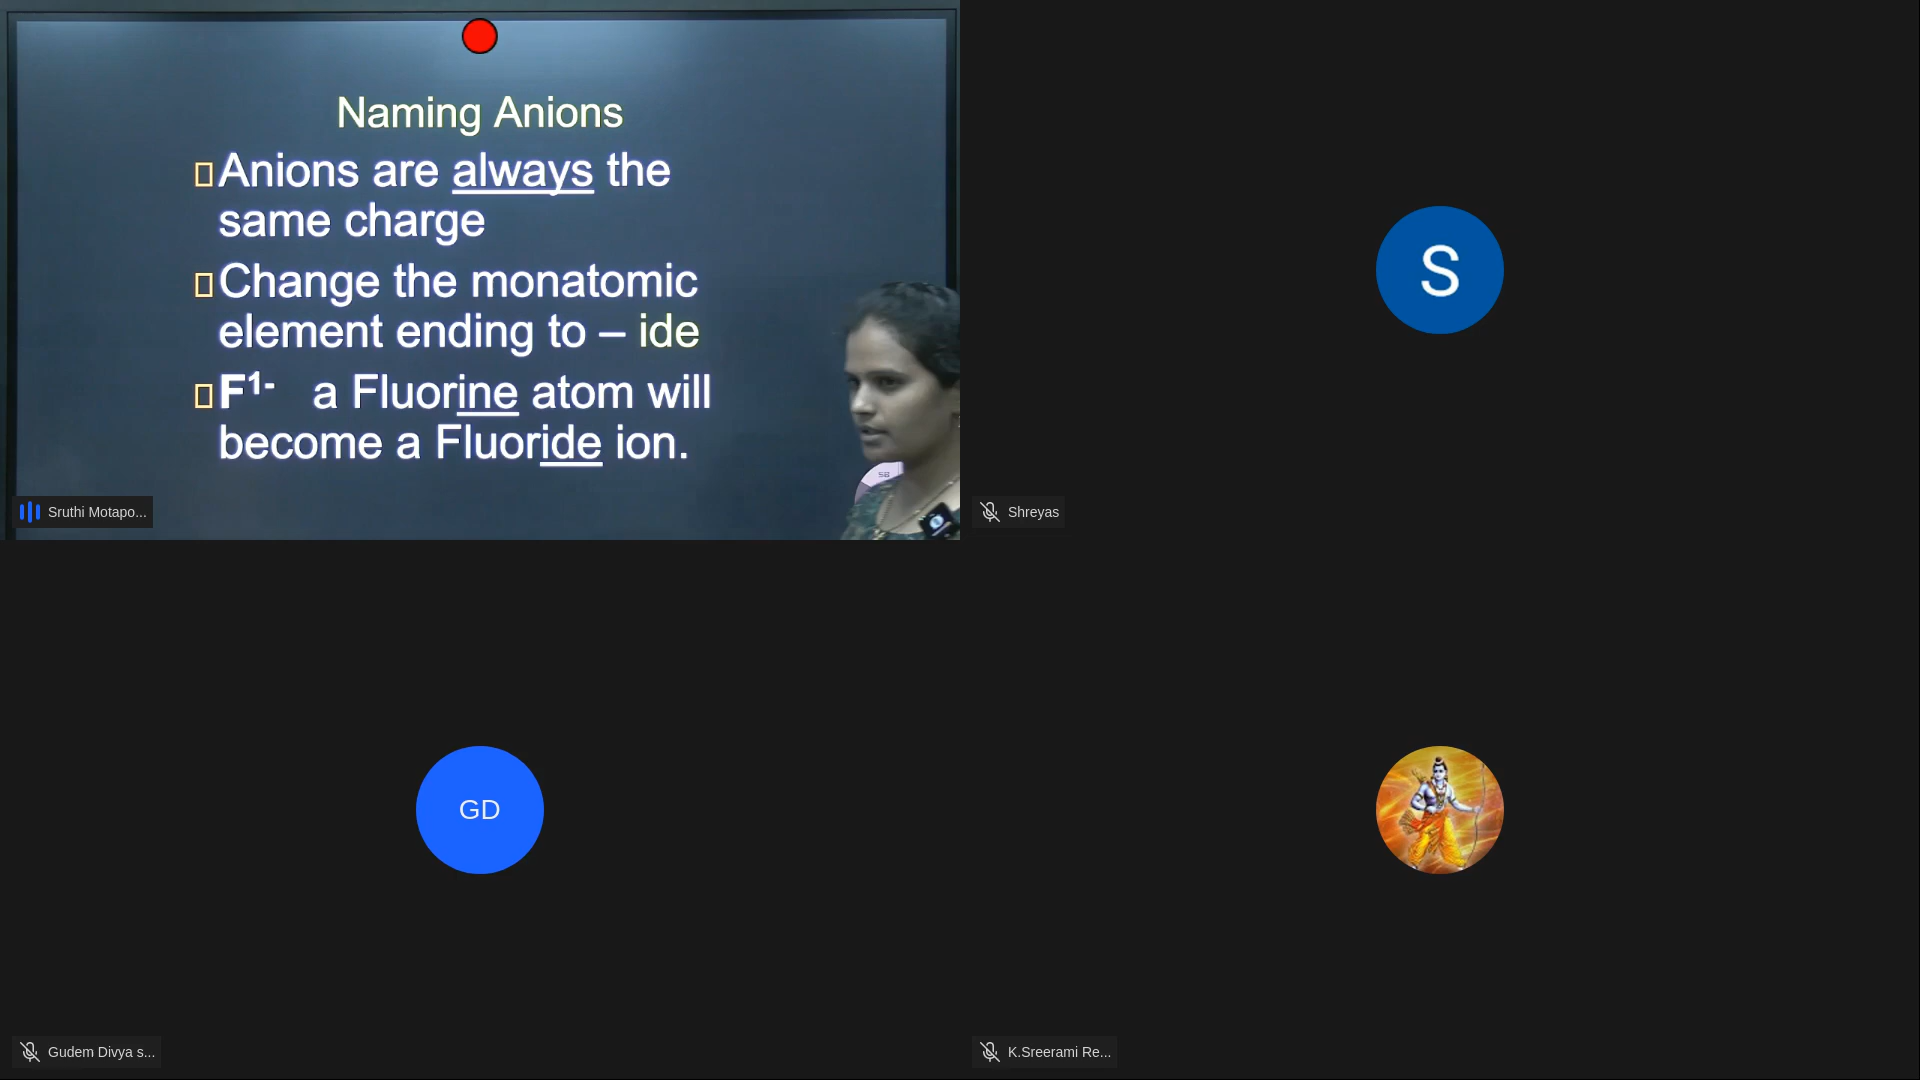 Naming Anions
Anions are always the
same charge
Change the monatomic
element ending to – ide
F¹⁻ a Fluorine atom will
become a Fluoride ion.
SB
Sruthi Motapo...
S
Shreyas
GD
Gudem Divya s...
K.Sreerami Re...